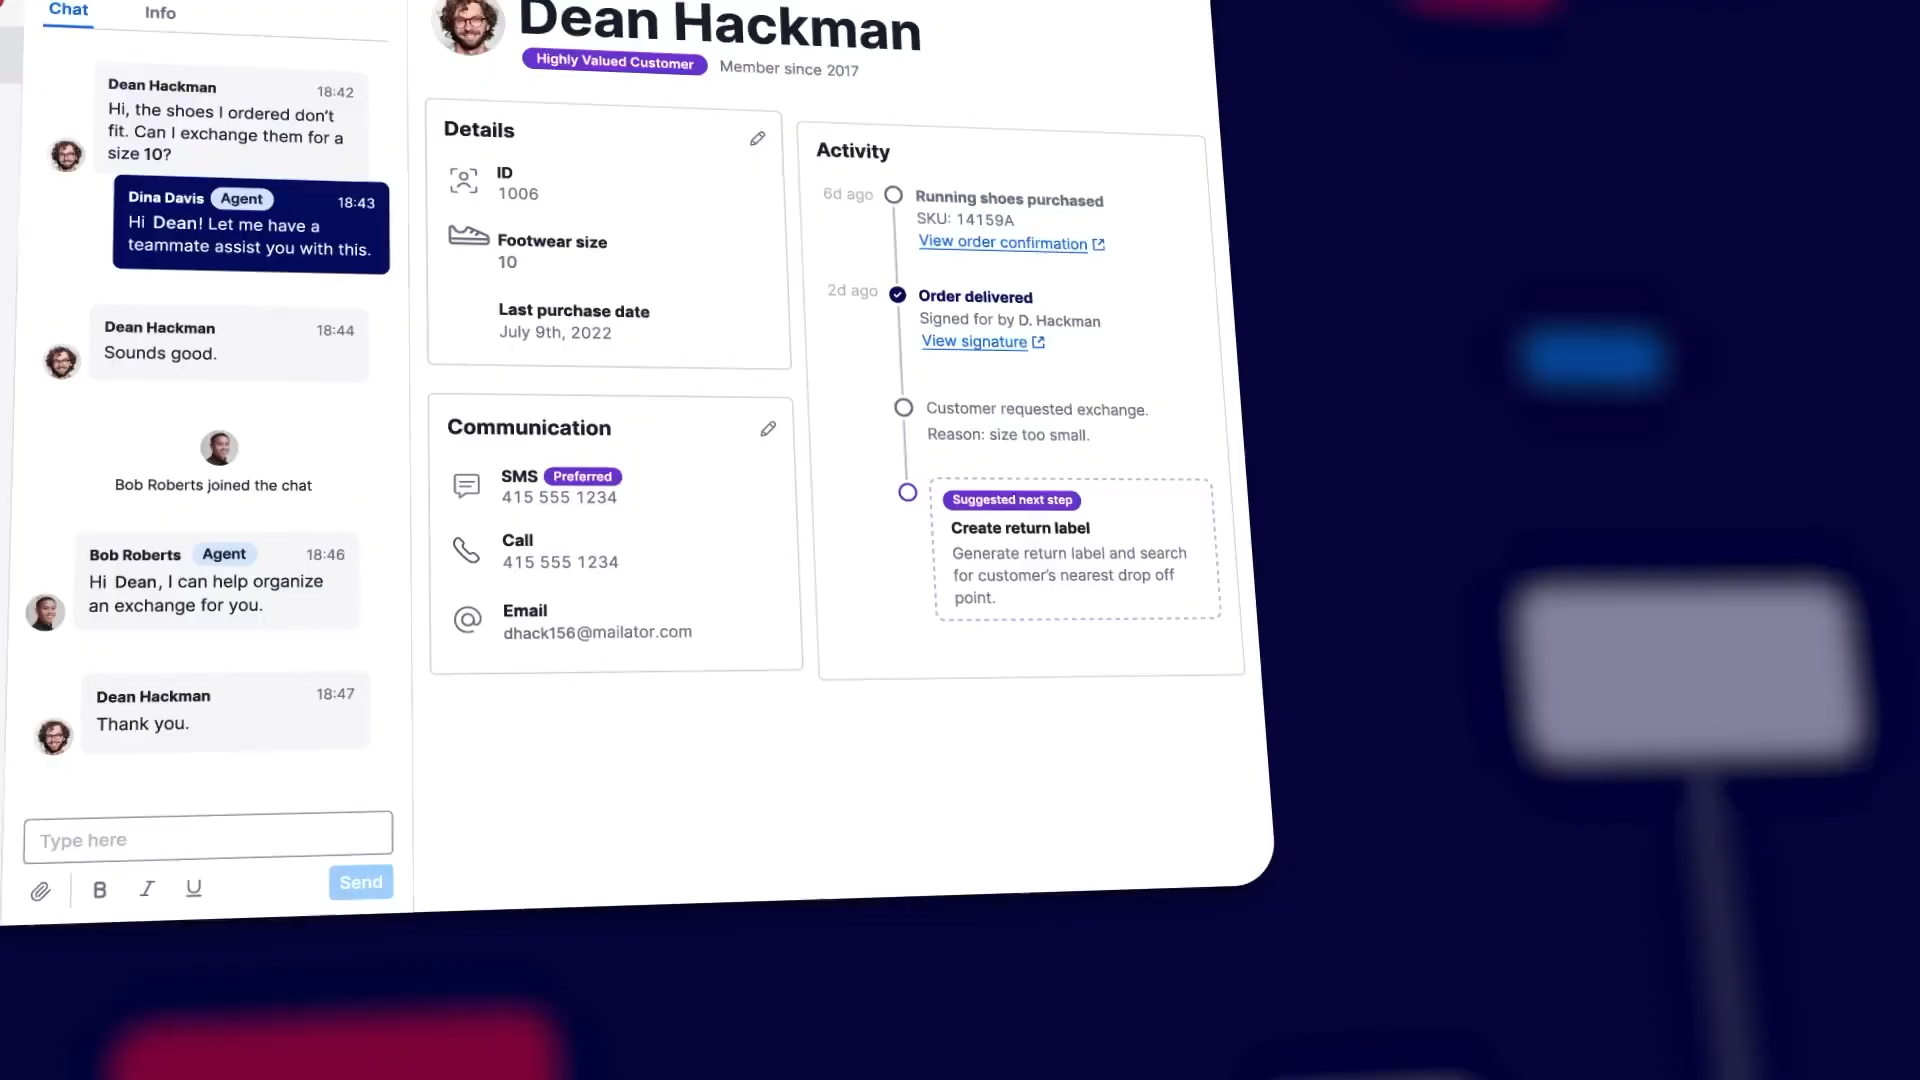 Chat
Info
Dean Hackman
18:42
Hi, the shoes I ordered don't
fit. Can I exchange them for a
size 10?
Dina Davis
Agent
18:43
Hi Dean! Let me have a
teammate assist you with this.
Dean Hackman
18:44
Sounds good.
Bob Roberts joined the chat
Bob Roberts
Agent
18:46
Hi Dean, I can help organize
an exchange for you.
Dean Hackman
18:47
Thank you.
Type here
B I U
Send
Dean Hackman
Highly Valued Customer
Member since 2017
Details
ID
1006
Footwear size
10
Last purchase date
July 9th, 2022
Communication
SMS
Preferred
415 555 1234
Call
415 555 1234
Email
dhack156@mailator.com
Activity
6d ago
Running shoes purchased
SKU: 14159A
View order confirmation
2d ago
Order delivered
Signed for by D. Hackman
View signature
Customer requested exchange.
Reason: size too small.
Suggested next step
Create return label
Generate return label and search
for customer's nearest drop off
point.